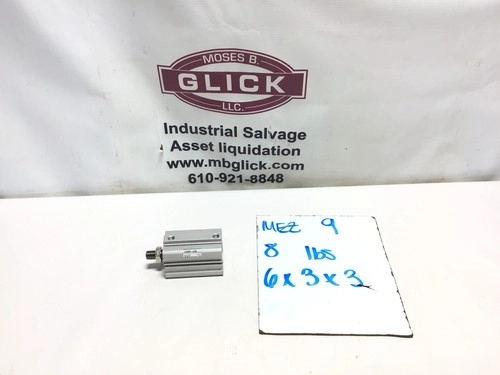 MOSES B.
GLICK
LLC.
Industrial Salvage
Asset liquidation
www.mbglick.com
610-921-8848
MEZ 9
8 lbs
6x3x3